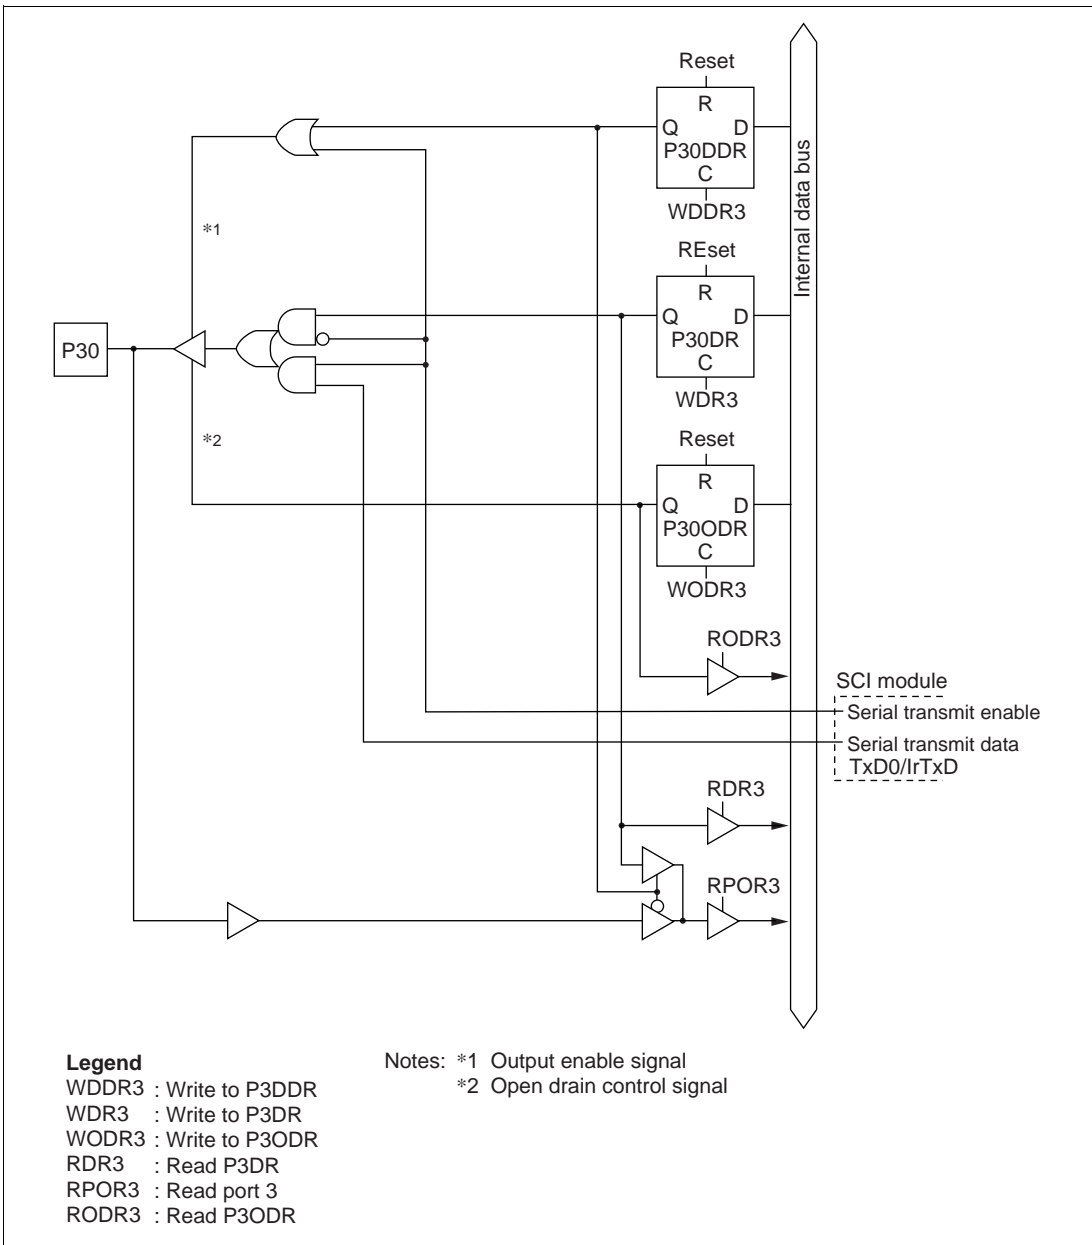 Reset
R
Q D
P30DDR
C
WDDR3
Internal data bus
*1
REset
R
Q D
P30DR
C
WDR3
P30
*2
Reset
R
Q D
P30ODR
C
WODR3
RODR3
SCI module
Serial transmit enable
Serial transmit data
TxD0/IrTxD
RDR3
RPOR3
Legend
WDDR3 : Write to P3DDR
WDR3 : Write to P3DR
WODR3 : Write to P3ODR
RDR3 : Read P3DR
RPOR3 : Read port 3
RODR3 : Read P3ODR
Notes: *1 Output enable signal
*2 Open drain control signal